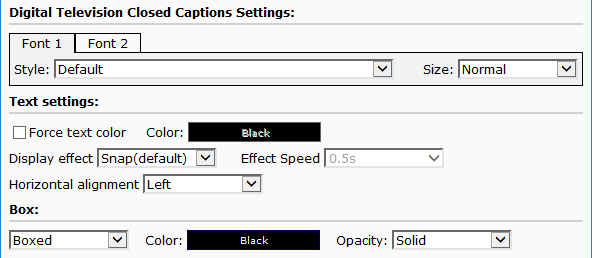 Digital Television Closed Captions Settings:
Font 1 Font 2
Style: Default Size: Normal
Text settings:
Force text color Color: Black
Display effect Snap(default) Effect Speed 0.5s
Horizontal alignment Left
Box:
Boxed Color: Black Opacity: Solid